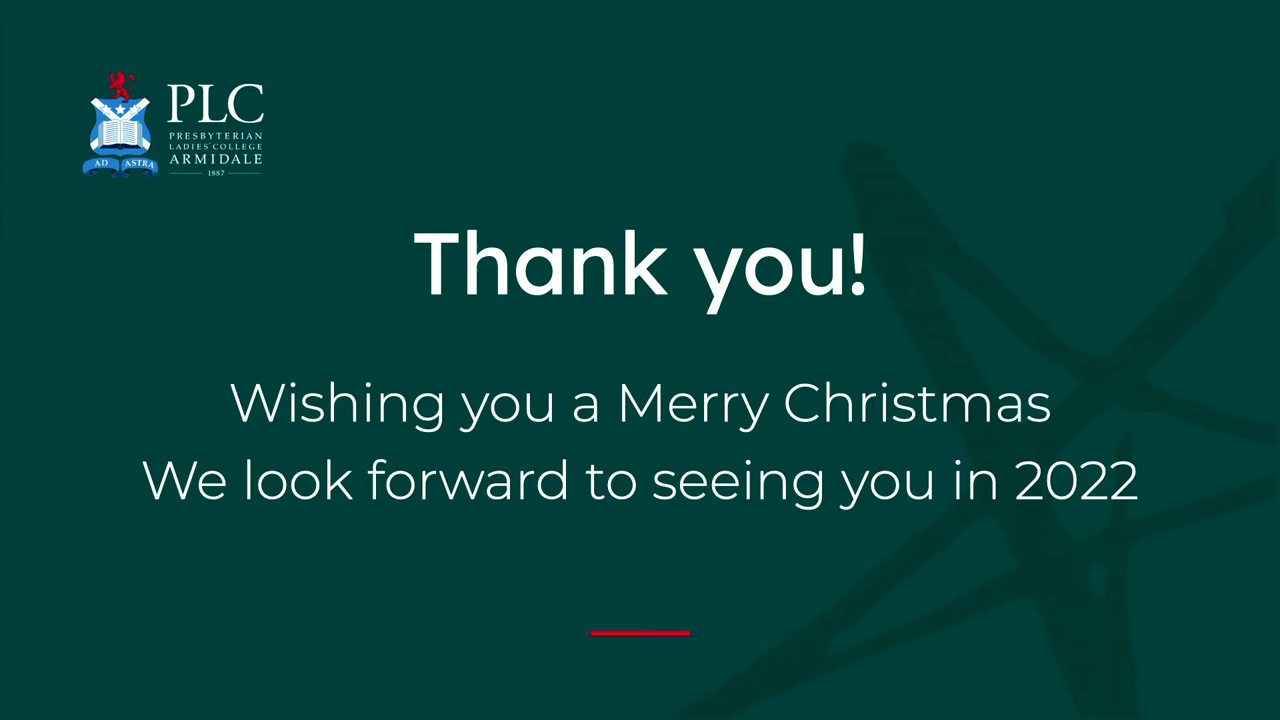 PLC
PRESBYTERIAN
LADIES' COLLEGE
ARMIDALE
1887
AD ASTRA
Thank you!
Wishing you a Merry Christmas
We look forward to seeing you in 2022